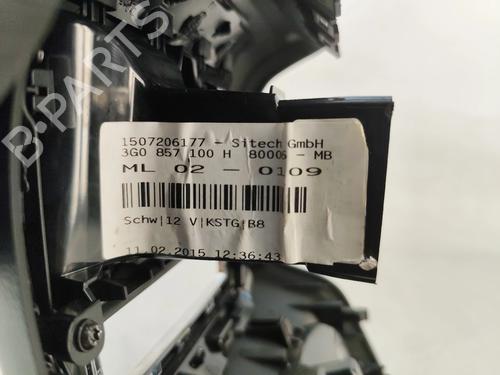 B-PARTS
1507206177 - Sitech GmbH
3G0 857 100 H 80006 - MB
ML 02 - 0109
Schw|12 V|KSTG|B8
11.02.2015 12:36:43